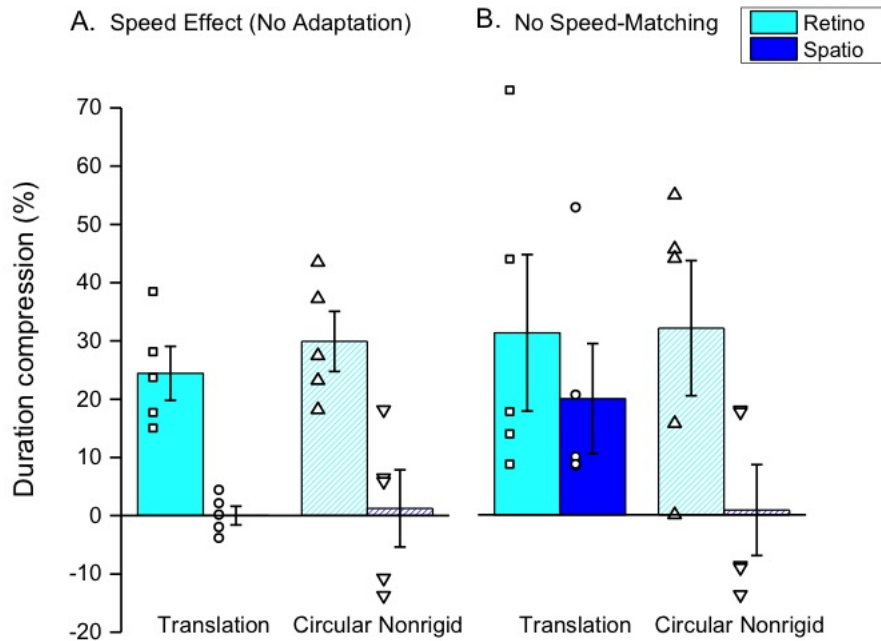 A. Speed Effect (No Adaptation)
B. No Speed-Matching
Retino
Spatio
Duration compression (%)
70
60
50
40
30
20
10
0
-10
-20
Translation
Circular Nonrigid
Translation
Circular Nonrigid